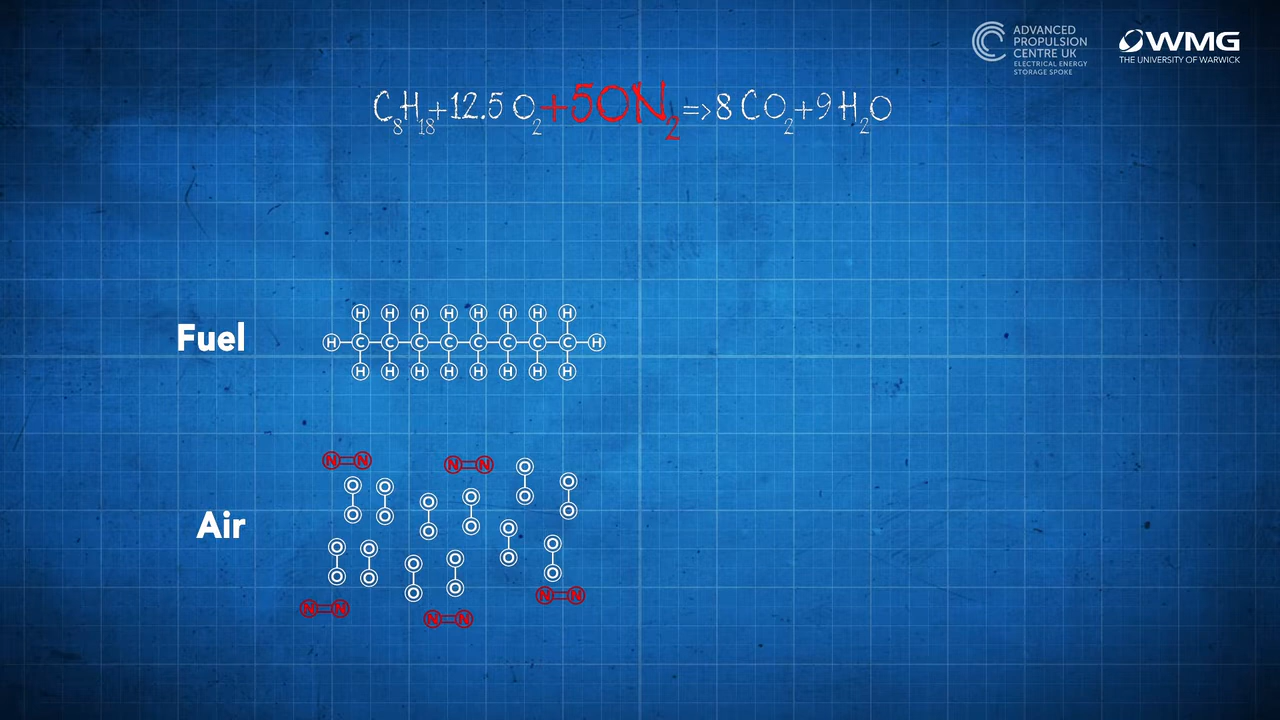 ADVANCED
PROPULSION
CENTRE UK
ELECTRICAL ENERGY
STORAGE SPOKE
WMG
THE UNIVERSITY OF WARWICK
C₈H₁₈+12.5 O₂+50N₂=>8 CO₂+9 H₂O
H H H H H H H H
Fuel
H C C C C C C C C H
H H H H H H H H
N N N N O O
O O O O O O
O O O O
Air
O O O O
O O O O O O
O O N N
N N N N